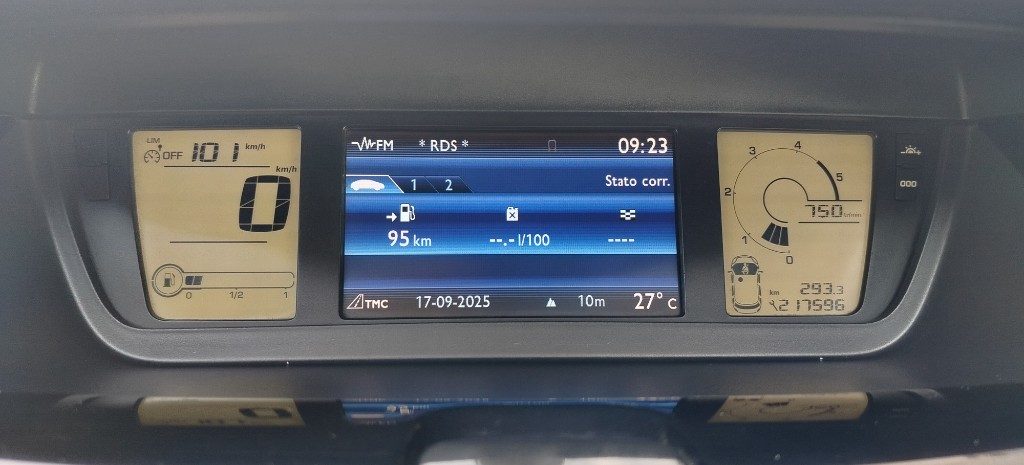 LIM
OFF 101 km/h
km/h
0
0 1/2 1
FM *RDS* 09:23
1 2 Stato corr.
95 km --.- l/100 ----
TMC 17-09-2025 10m 27° C
3 4
2 5
750 tr/min
1 0
km 293.3
217596
000